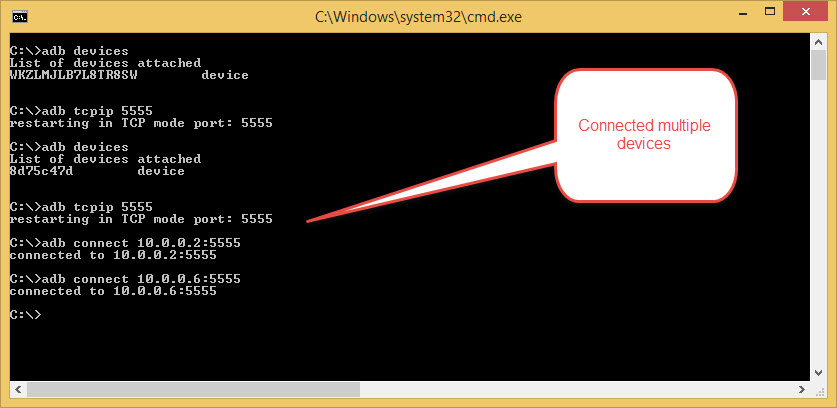 C:\Windows\system32\cmd.exe
C:\>adb devices
List of devices attached
WKZLMJLB7L8TR8SW        device
C:\>adb tcpip 5555
restarting in TCP mode port: 5555
C:\>adb devices
List of devices attached
8d75c47d        device
C:\>adb tcpip 5555
restarting in TCP mode port: 5555
C:\>adb connect 10.0.0.2:5555
connected to 10.0.0.2:5555
C:\>adb connect 10.0.0.6:5555
connected to 10.0.0.6:5555
C:\>
Connected multiple
devices